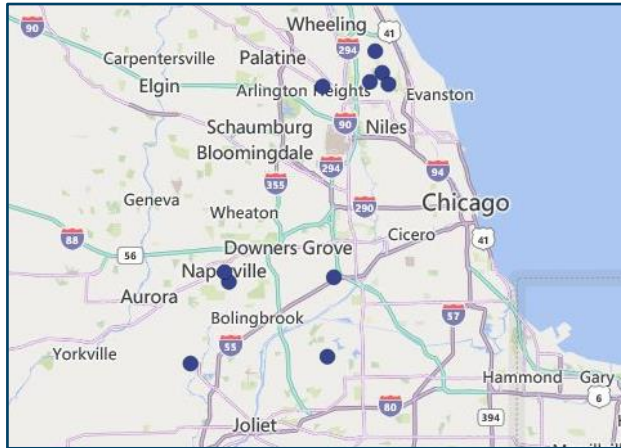 Wheeling
41
90
294
Carpentersville
Palatine
Elgin
Arlington Heights
Evanston
90
Schaumburg
Niles
Bloomingdale
294
94
355
Geneva
Chicago
Wheaton
290
88
56
Downers Grove
Cicero
41
Naperville
Aurora
Bolingbrook
57
Yorkville
55
Hammond
Gary
6
80
394
Joliet